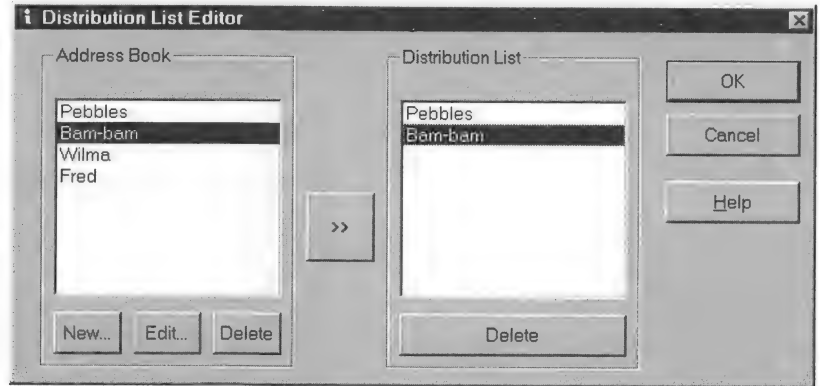 i Distribution List Editor
Address Book
Pebbles
Bam-bam
Wilma
Fred
New...
Edit...
Delete
>>
Distribution List
Pebbles
Bam-bam
Delete
OK
Cancel
Help